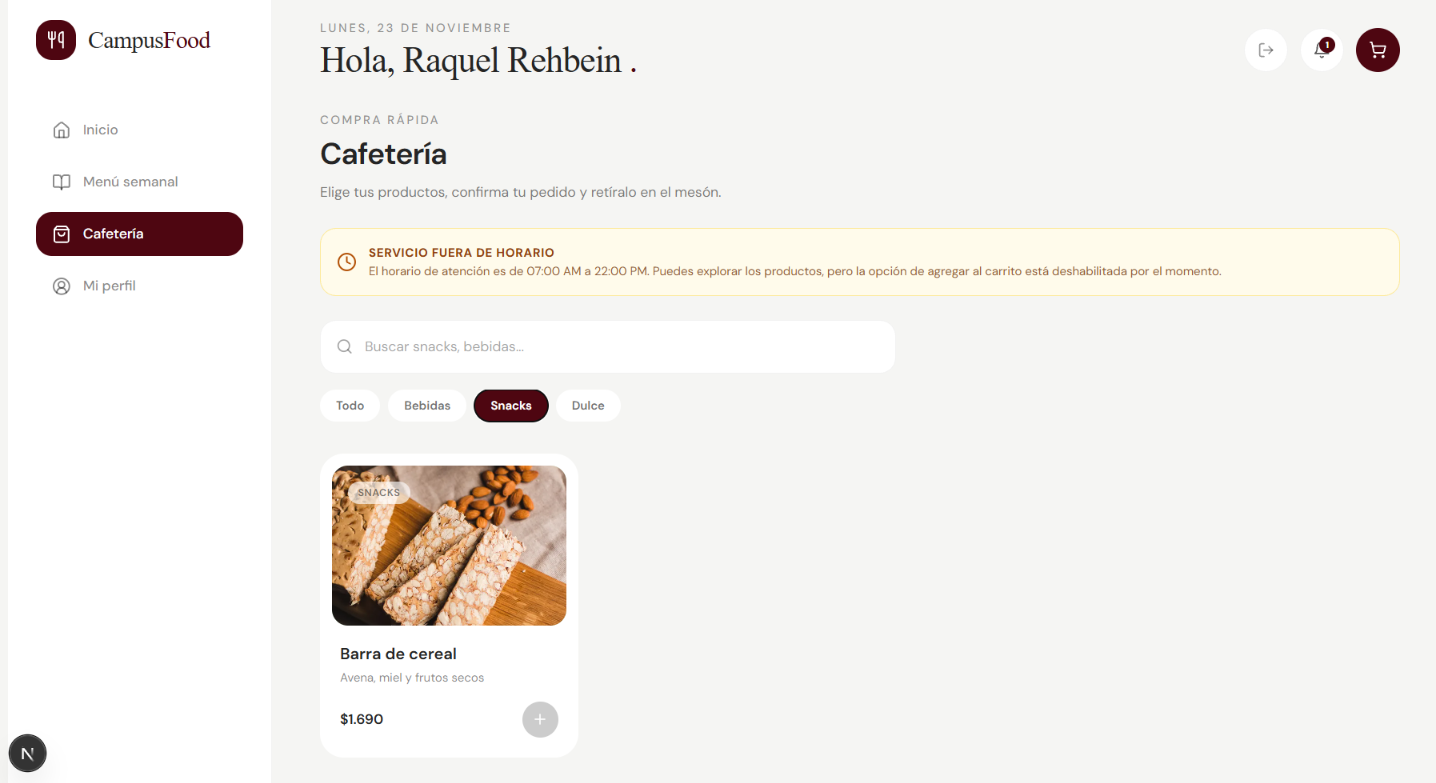 CampusFood
Inicio
Menú semanal
Cafetería
Mi perfil
LUNES, 23 DE NOVIEMBRE
Hola, Raquel Rehbein .
1
COMPRA RÁPIDA
Cafetería
Elige tus productos, confirma tu pedido y retíralo en el mesón.
SERVICIO FUERA DE HORARIO
El horario de atención es de 07:00 AM a 22:00 PM. Puedes explorar los productos, pero la opción de agregar al carrito está deshabilitada por el momento.
Buscar snacks, bebidas...
Todo Bebidas Snacks Dulce
SNACKS
Barra de cereal
Avena, miel y frutos secos
$1.690
N